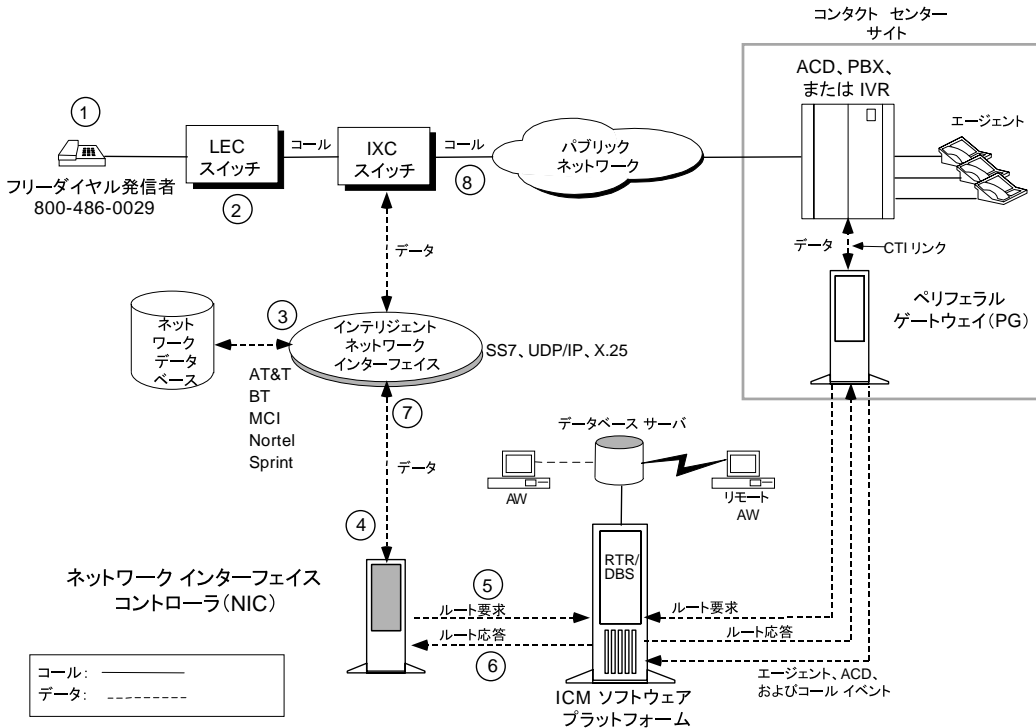 コンタクト センター
サイト
ACD、PBX、
または IVR
エージェント
1
LEC
スイッチ
コール
IXC
スイッチ
コール
パブリック
ネットワーク
8
フリーダイヤル発信者
800-486-0029
2
データ
CTI リンク
データ
ペリフェラル
ゲートウェイ(PG)
ネット
ワーク
データ
ベース
3
インテリジェント
ネットワーク
インターフェイス
SS7、UDP/IP、X.25
AT&T
BT
MCI
Nortel
Sprint
7
データ
データベース サーバ
AW
リモート
AW
4
RTR/
DBS
ネットワーク インターフェイス
コントローラ(NIC)
5
ルート要求
ルート要求
ルート応答
ルート応答
6
コール:
データ:
エージェント、ACD、
およびコール イベント
ICM ソフトウェア
プラットフォーム